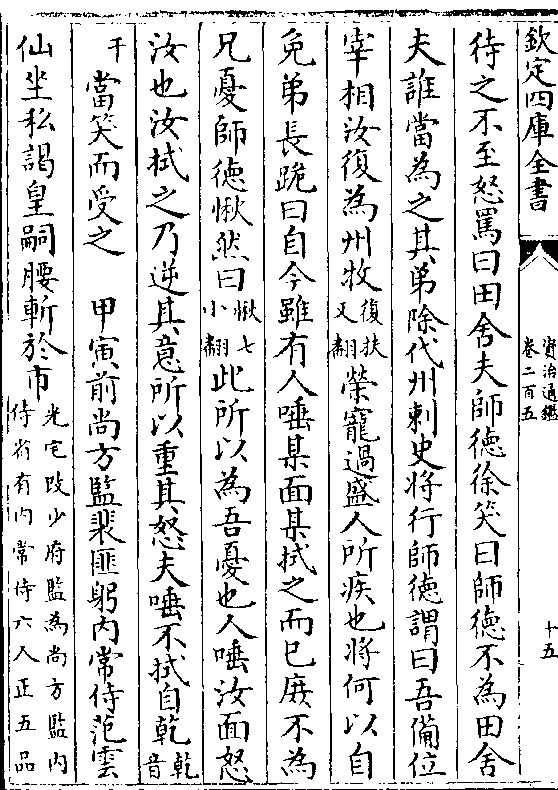 欽定四庫全書
資治通鑑
卷二百五
十五
待之不至怒罵曰田舍夫師徳徐笑曰師徳不為田舍
夫誰當為之其弟除代州刺史將行師徳謂曰吾備位
宰相汝復為州牧復扶又翻榮寵過盛人所疾也將何以自
免弟長跪曰自今雖有人唾某面某拭之而已庶不為
兄憂師徳愀然曰愀七小翻此所以為吾憂也人唾汝面怒
汝也汝拭之乃逆其意所以重其怒夫唾不拭自乾乾音
干當笑而受之　甲寅前尚方監裴匪躬内常侍范雲
仙坐私謁皇嗣腰斬於市光宅改少府監為尚方監内侍省有内常侍六人正五品